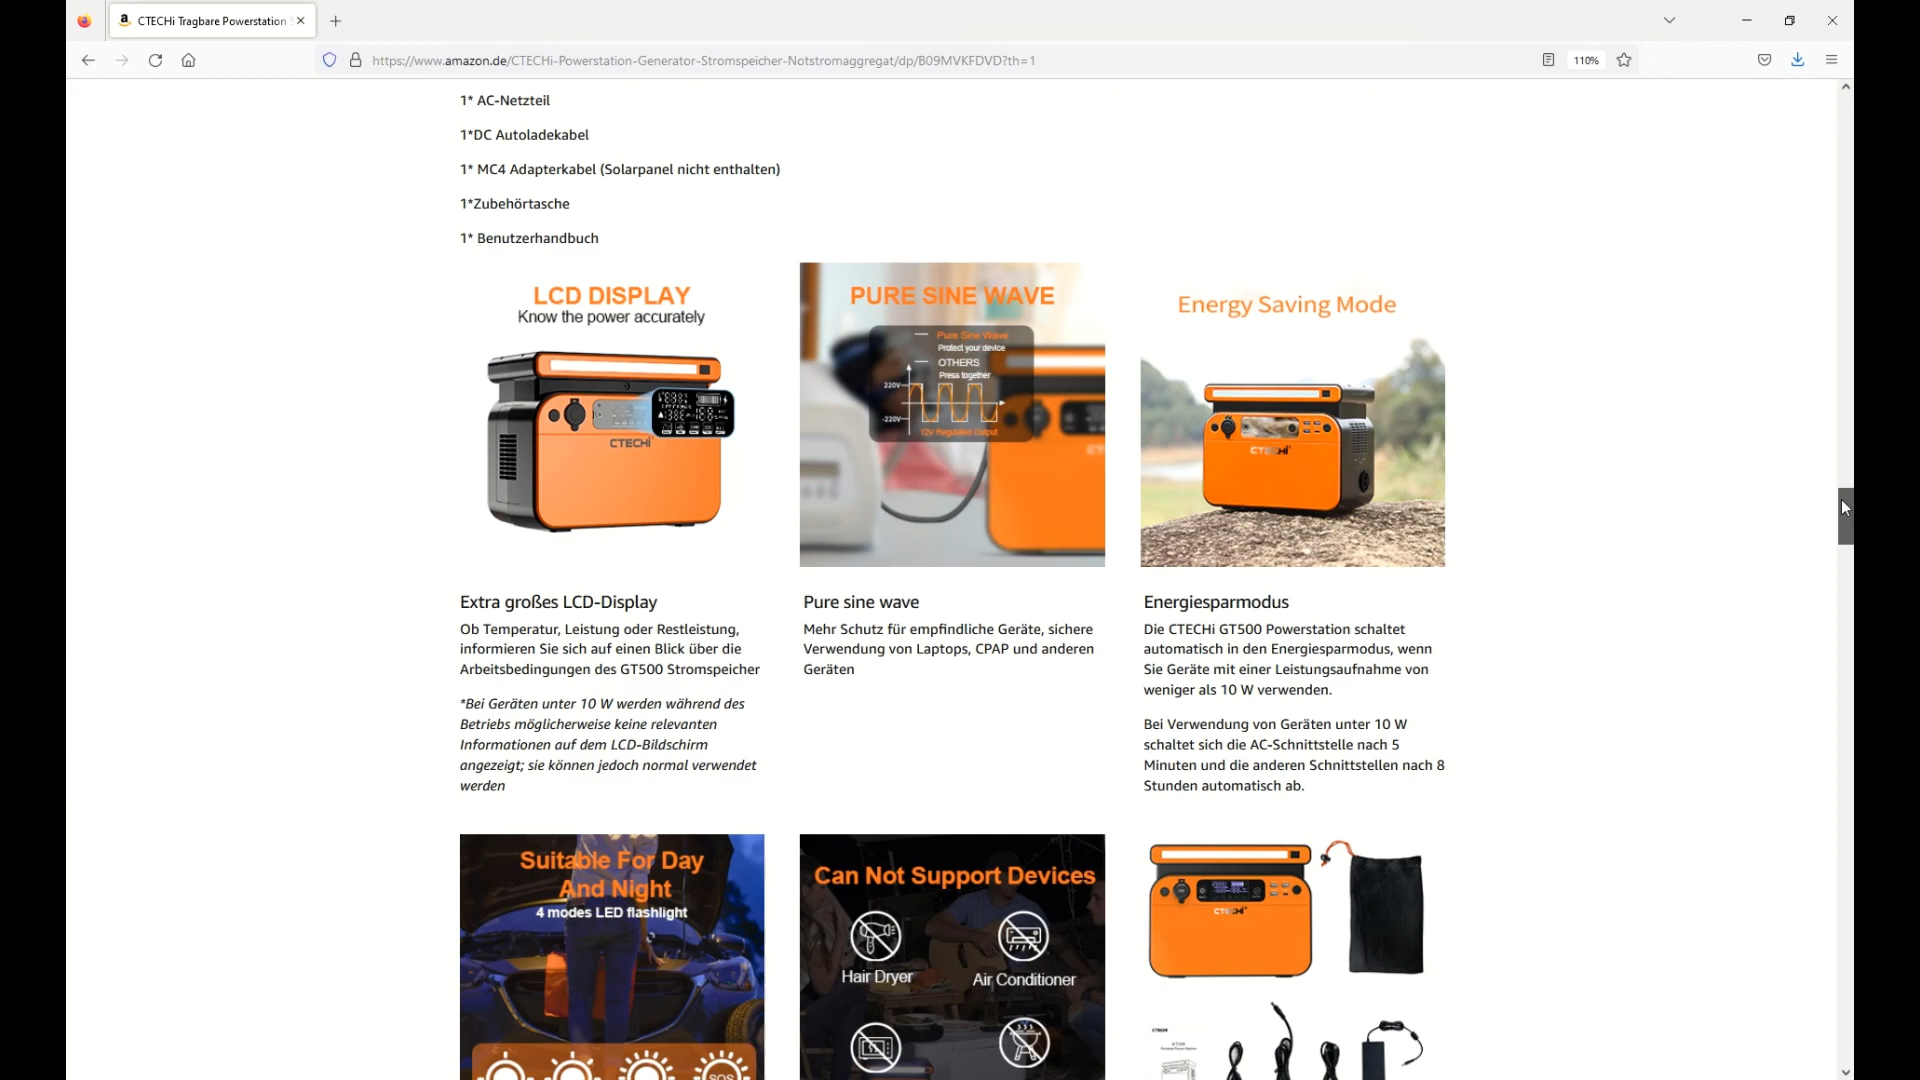 CTECHi Tragbare Powerstation
https://www.amazon.de/CTECHi-Powerstation-Generator-Stromspeicher-Notstromaggregat/dp/B09MVKFDVD?th=1
110%
1* AC-Netzteil
1*DC Autoladekabel
1* MC4 Adapterkabel (Solarpanel nicht enthalten)
1*Zubehörtasche
1* Benutzerhandbuch
LCD DISPLAY
Know the power accurately
CTECHi
PURE SINE WAVE
Pure Sine Wave
Protect your device
OTHERS
Press together
220V
-220V
12V Regulated Output
Energy Saving Mode
CTECHi
Extra großes LCD-Display
Ob Temperatur, Leistung oder Restleistung,
informieren Sie sich auf einen Blick über die
Arbeitsbedingungen des GT500 Stromspeicher
*Bei Geräten unter 10 W werden während des
Betriebs möglicherweise keine relevanten
Informationen auf dem LCD-Bildschirm
angezeigt; sie können jedoch normal verwendet
werden
Pure sine wave
Mehr Schutz für empfindliche Geräte, sichere
Verwendung von Laptops, CPAP und anderen
Geräten
Energiesparmodus
Die CTECHi GT500 Powerstation schaltet
automatisch in den Energiesparmodus, wenn
Sie Geräte mit einer Leistungsaufnahme von
weniger als 10 W verwenden.
Bei Verwendung von Geräten unter 10 W
schaltet sich die AC-Schnittstelle nach 5
Minuten und die anderen Schnittstellen nach 8
Stunden automatisch ab.
Suitable For Day
And Night
4 modes LED flashlight
SOS
Can Not Support Devices
Hair Dryer
Air Conditioner
CTECHi
CTECHi